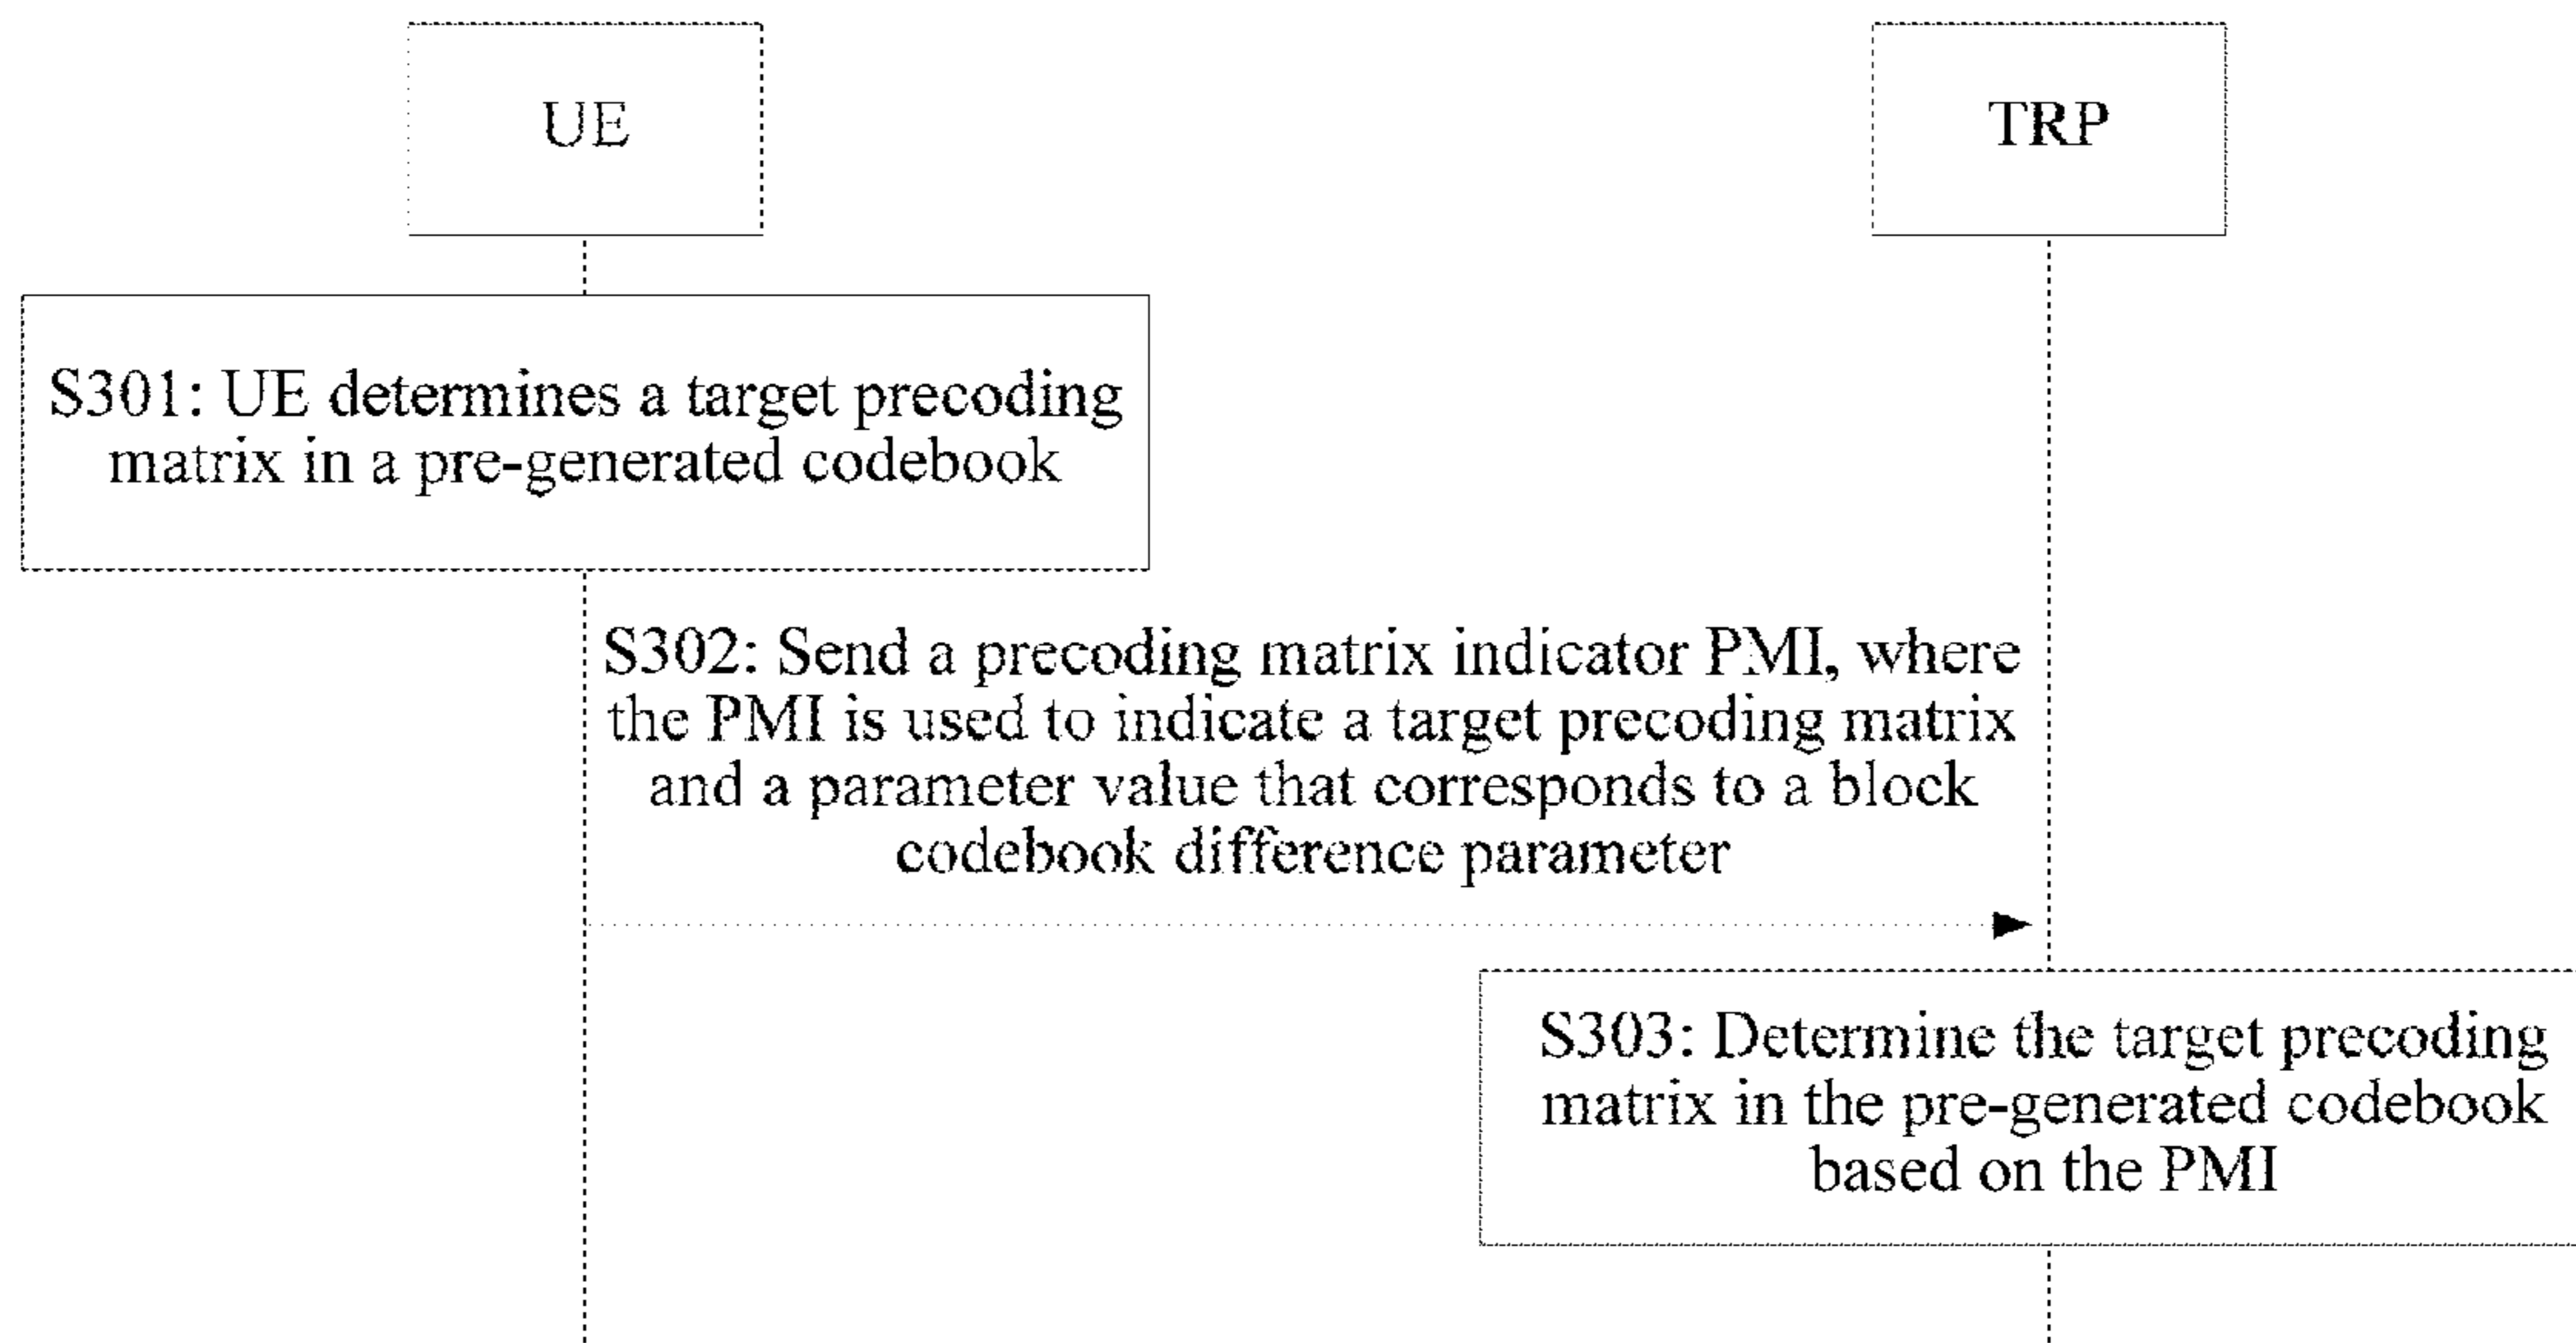 UE
TRP
S301: UE determines a target precoding
matrix in a pre-generated codebook
S302: Send a precoding matrix indicator PMI, where
the PMI is used to indicate a target precoding matrix
and a parameter value that corresponds to a block
codebook difference parameter
S303: Determine the target precoding
matrix in the pre-generated codebook
based on the PMI